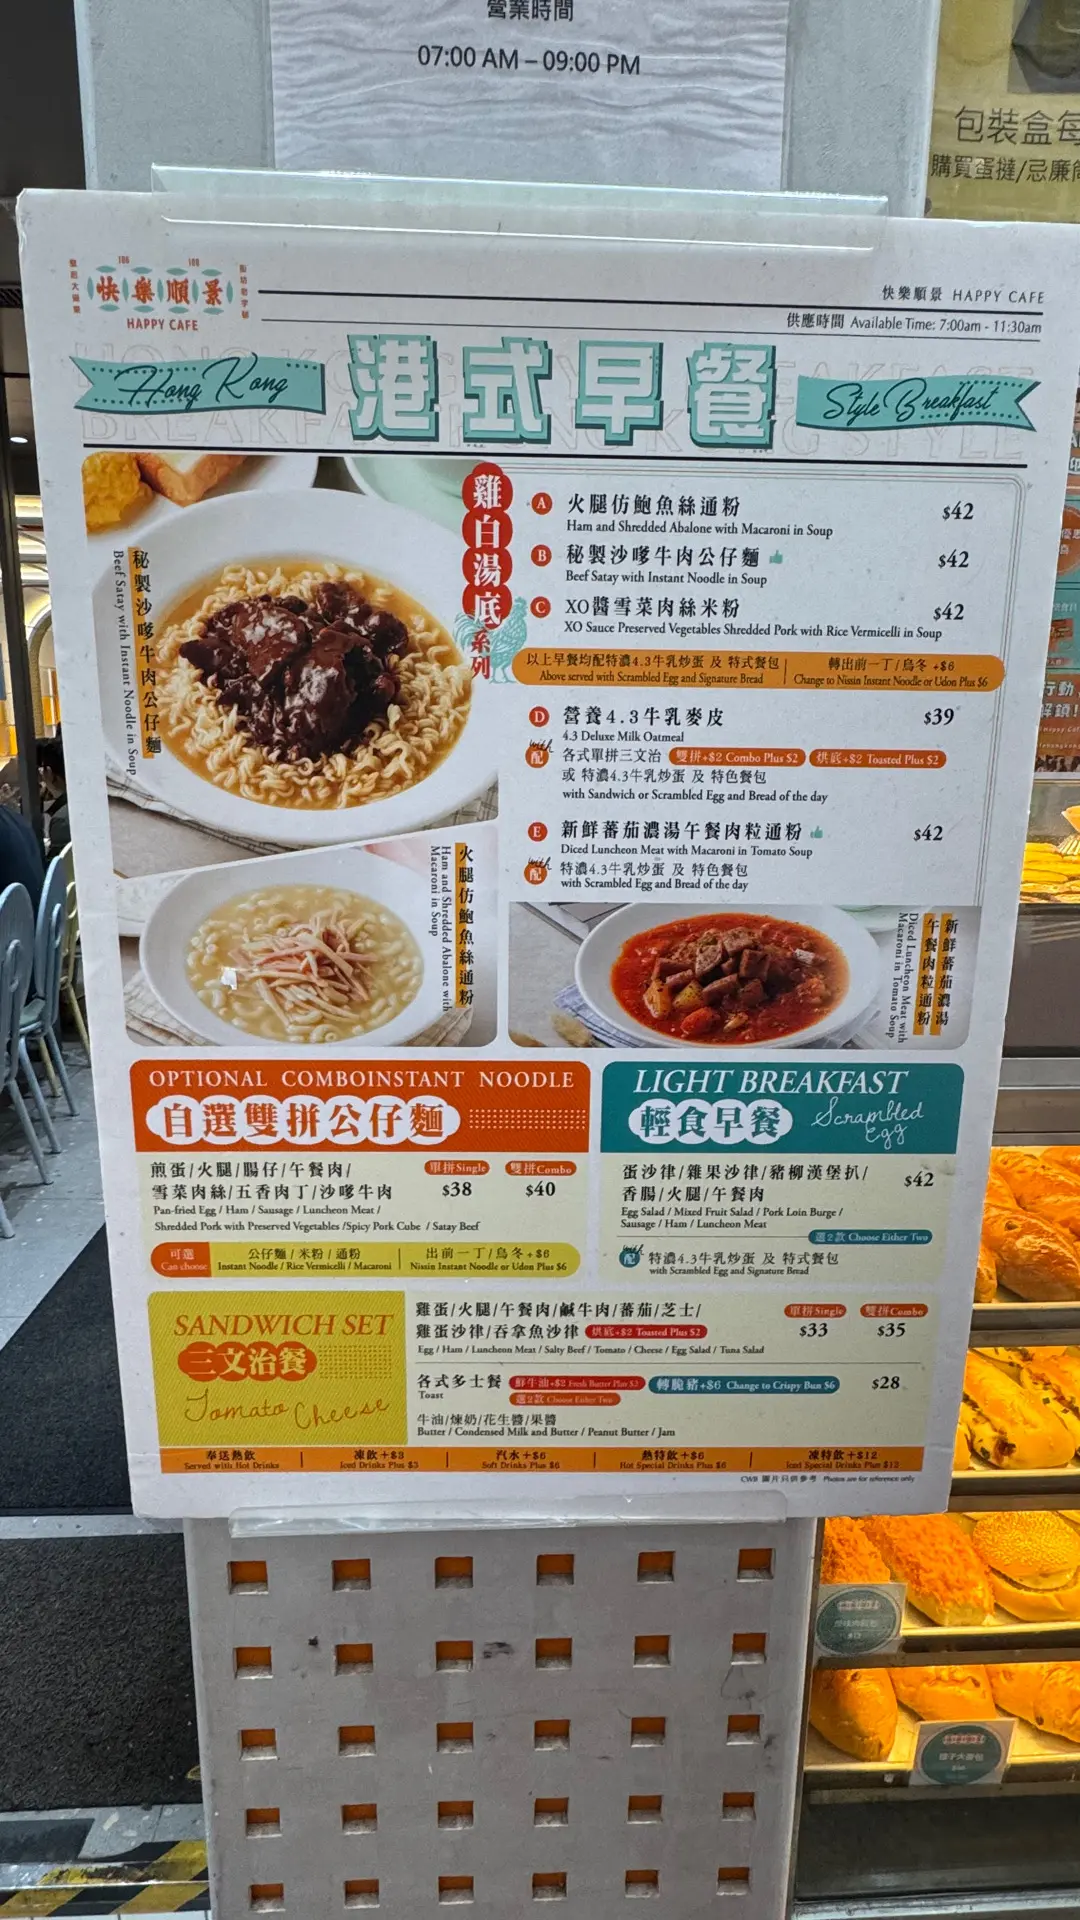 營業時間
07:00 AM – 09:00 PM
包裝盒每
購買蛋撻/忌廉筒
106 108
快樂順景
HAPPY CAFE
快樂順景 HAPPY CAFE
供應時間 Available Time: 7:00am - 11:30am
Hong Kong
港式早餐
Style Breakfast
雞白湯底系列
秘製沙嗲牛肉公仔麵
Beef Satay with Instant Noodle in Soup
A 火腿仿鮑魚絲通粉 $42
Ham and Shredded Abalone with Macaroni in Soup
B 秘製沙嗲牛肉公仔麵 $42
Beef Satay with Instant Noodle in Soup
C XO醬雪菜肉絲米粉 $42
XO Sauce Preserved Vegetables Shredded Pork with Rice Vermicelli in Soup
以上早餐均配特濃4.3牛乳炒蛋 及 特式餐包
Above served with Scrambled Egg and Signature Bread
轉出前一丁/烏冬 +$6
Change to Nissin Instant Noodle or Udon Plus $6
D 營養4.3牛乳麥皮 $39
4.3 Deluxe Milk Oatmeal
with 配 各式單拼三文治 雙拼+$2 Combo Plus $2 烘底+$2 Toasted Plus $2
或 特濃4.3牛乳炒蛋 及 特色餐包
with Sandwich or Scrambled Egg and Bread of the day
E 新鮮蕃茄濃湯午餐肉粒通粉 $42
Diced Luncheon Meat with Macaroni in Tomato Soup
with 配 特濃4.3牛乳炒蛋 及 特色餐包
with Scrambled Egg and Bread of the day
火腿仿鮑魚絲通粉
Ham and Shredded Abalone with
Macaroni in Soup
新鮮蕃茄濃湯
午餐肉粒通粉
Diced Luncheon Meat with
Macaroni in Tomato Soup
OPTIONAL COMBOINSTANT NOODLE
自選雙拼公仔麵
煎蛋/火腿/腸仔/午餐肉/
雪菜肉絲/五香肉丁/沙嗲牛肉
單拼Single 雙拼Combo
$38 $40
Pan-fried Egg / Ham / Sausage / Luncheon Meat /
Shredded Pork with Preserved Vegetables /Spicy Pork Cube / Satay Beef
可選
Can choose
公仔麵 / 米粉 / 通粉
Instant Noodle / Rice Vermicelli / Macaroni
出前一丁/烏冬+$6
Nissin Instant Noodle or Udon Plus $6
LIGHT BREAKFAST
輕食早餐
Scrambled Egg
蛋沙律/雜果沙律/豬柳漢堡扒/
香腸/火腿/午餐肉
$42
Egg Salad / Mixed Fruit Salad / Pork Loin Burge /
Sausage / Ham / Luncheon Meat
選2款 Choose Either Two
with 配 特濃4.3牛乳炒蛋 及 特式餐包
with Scrambled Egg and Signature Bread
SANDWICH SET
三文治餐
Tomato Cheese
雞蛋/火腿/午餐肉/鹹牛肉/蕃茄/芝士/
雞蛋沙律/吞拿魚沙律 烘底+$2 Toasted Plus $2
單拼Single 雙拼Combo
$33 $35
Egg / Ham / Luncheon Meat / Salty Beef / Tomato / Cheese / Egg Salad / Tuna Salad
各式多士餐 鮮牛油+$2 Fresh Butter Plus $2 轉脆豬+$6 Change to Crispy Bun $6 $28
Toast 選2款 Choose Either Two
牛油/煉奶/花生醬/果醬
Butter / Condensed Milk and Butter / Peanut Butter / Jam
奉送熱飲 凍飲+$3 汽水+$6 熱特飲+$6 凍特飲+$12
Served with Hot Drinks Iced Drinks Plus $3 Soft Drinks Plus $6 Hot Special Drinks Plus $6 Iced Special Drinks Plus $12
CWB 圖片只供參考 Photos are for reference only